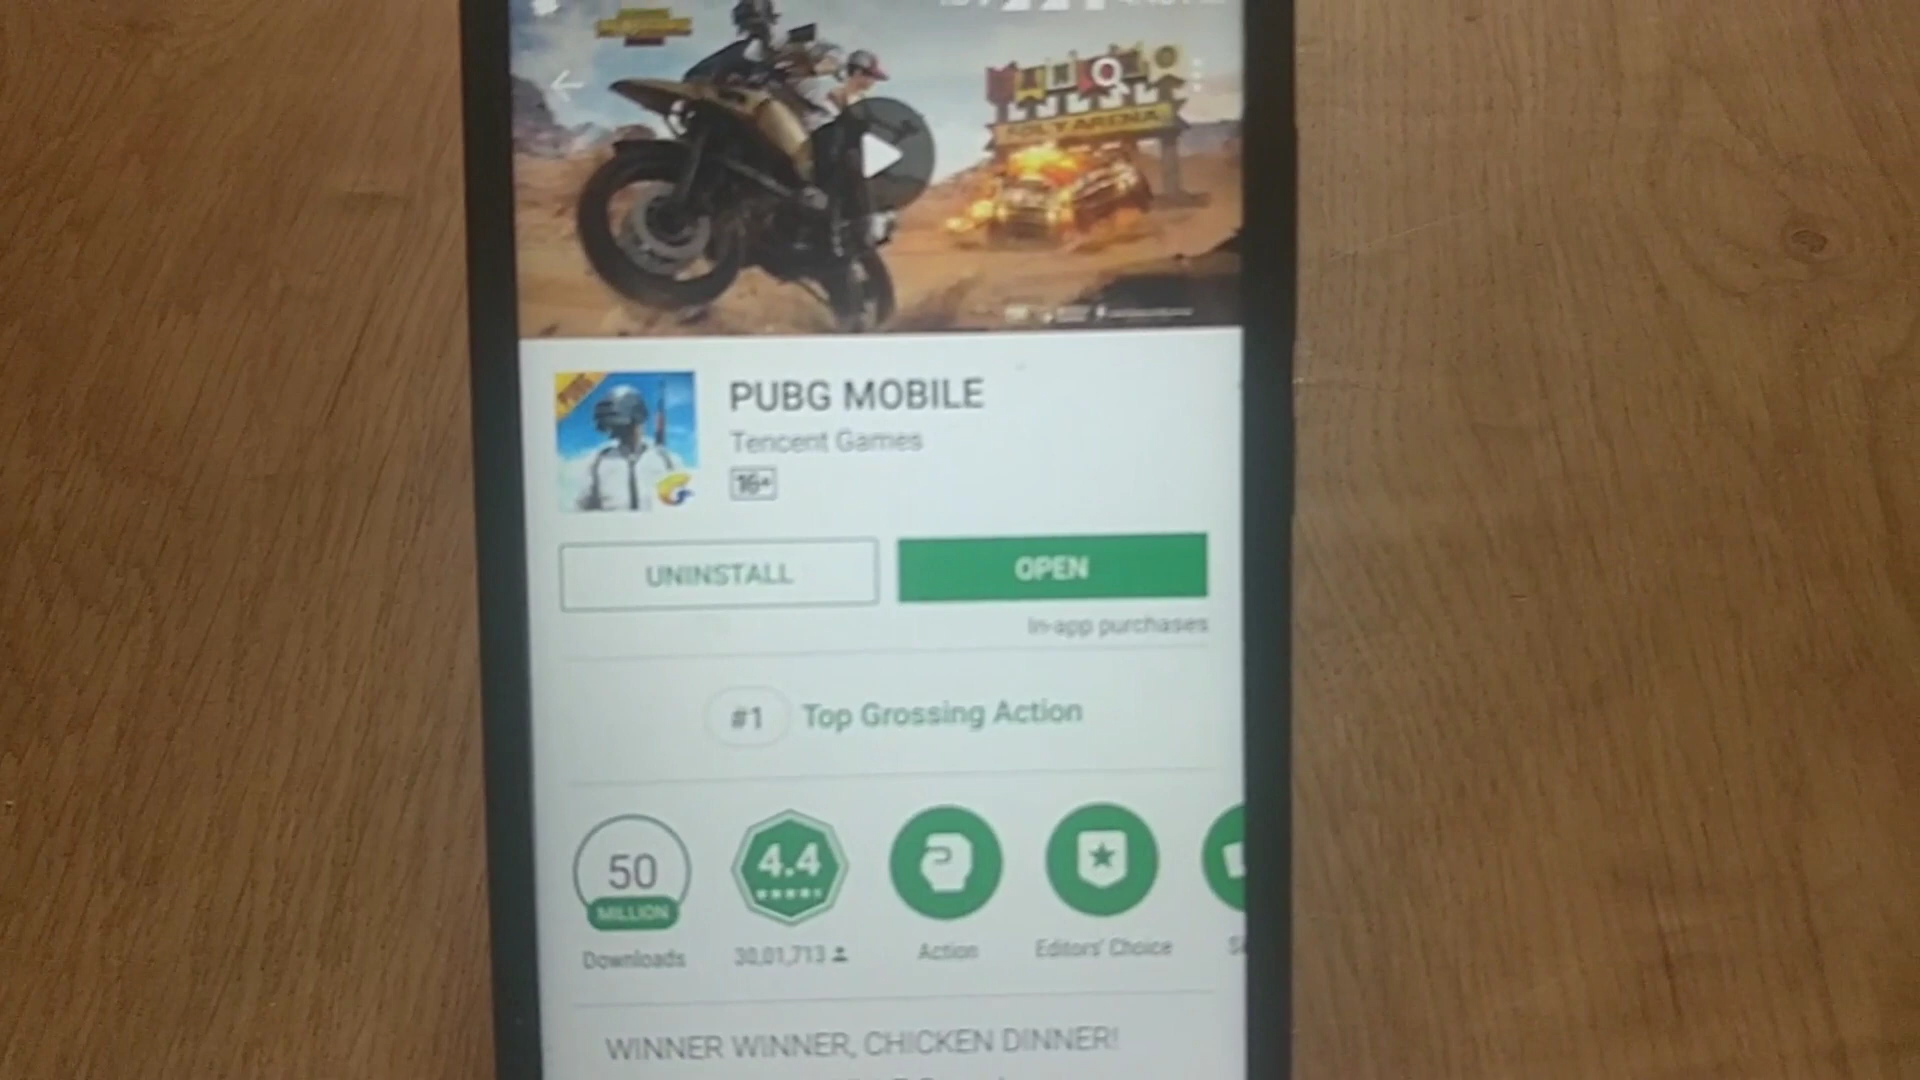 PUBG
PUBG MOBILE
Tencent Games
16+
UNINSTALL
OPEN
In-app purchases
#1 Top Grossing Action
50
MILLION
Downloads
4.4
30,01,713
Action
Editors' Choice
WINNER WINNER, CHICKEN DINNER!